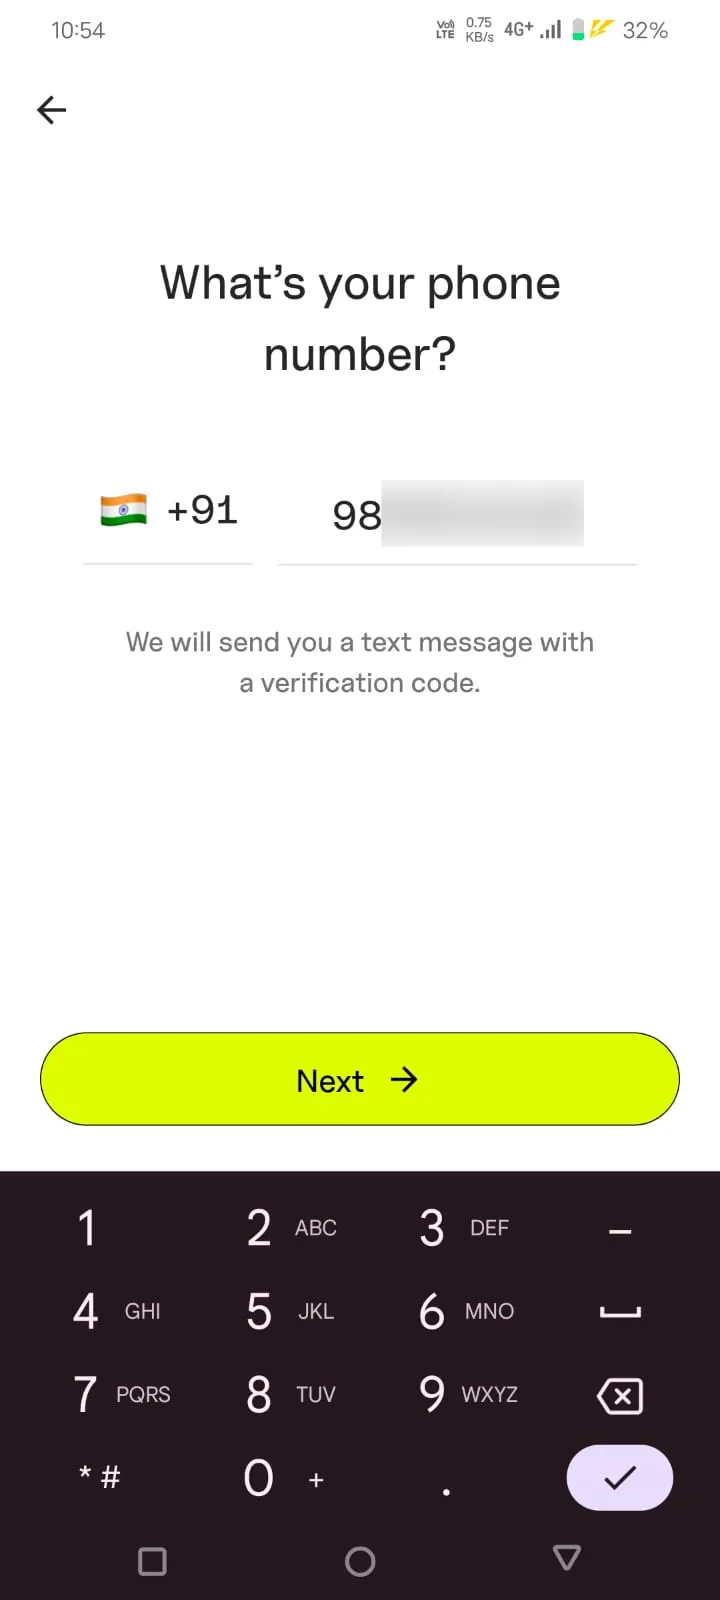 10:54
Vo) LTE 0.75 KB/s 4G+ 32%
What's your phone
number?
+91 98
We will send you a text message with
a verification code.
Next →
1 2 ABC 3 DEF –
4 GHI 5 JKL 6 MNO
7 PQRS 8 TUV 9 WXYZ
* # 0 + .